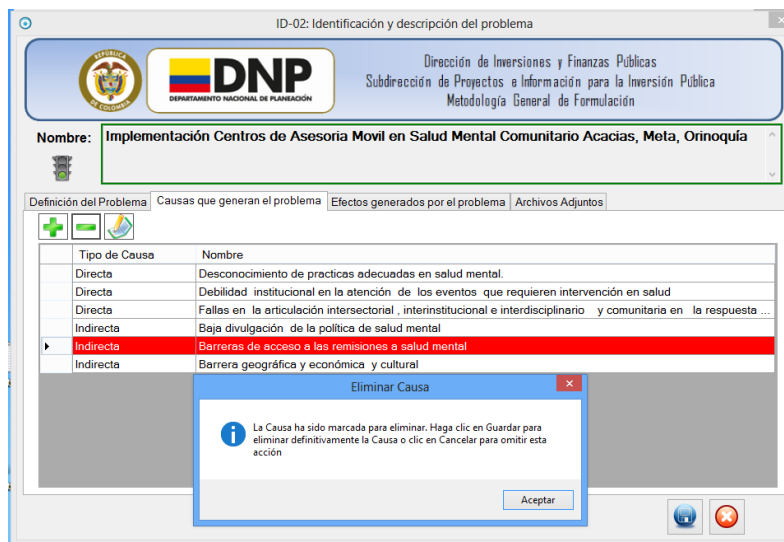 ID-02: Identificación y descripción del problema
REPÚBLICA
DE COLOMBIA
DNP
DEPARTAMENTO NACIONAL DE PLANEACIÓN
Dirección de Inversiones y Finanzas Públicas
Subdirección de Proyectos e Información para la Inversión Pública
Metodología General de Formulación
Nombre: Implementación Centros de Asesoria Movil en Salud Mental Comunitario Acacias, Meta, Orinoquía
Definición del Problema Causas que generan el problema Efectos generados por el problema Archivos Adjuntos
Tipo de Causa Nombre
Directa Desconocimiento de practicas adecuadas en salud mental.
Directa Debilidad institucional en la atención de los eventos que requieren intervención en salud
Directa Fallas en la articulación intersectorial , interinstitucional e interdisciplinario y comunitaria en la respuesta ...
Indirecta Baja divulgación de la política de salud mental
Indirecta Barreras de acceso a las remisiones a salud mental
Indirecta Barrera geográfica y económica y cultural
Eliminar Causa
La Causa ha sido marcada para eliminar. Haga clic en Guardar para
eliminar definitivamente la Causa o clic en Cancelar para omitir esta
acción
Aceptar